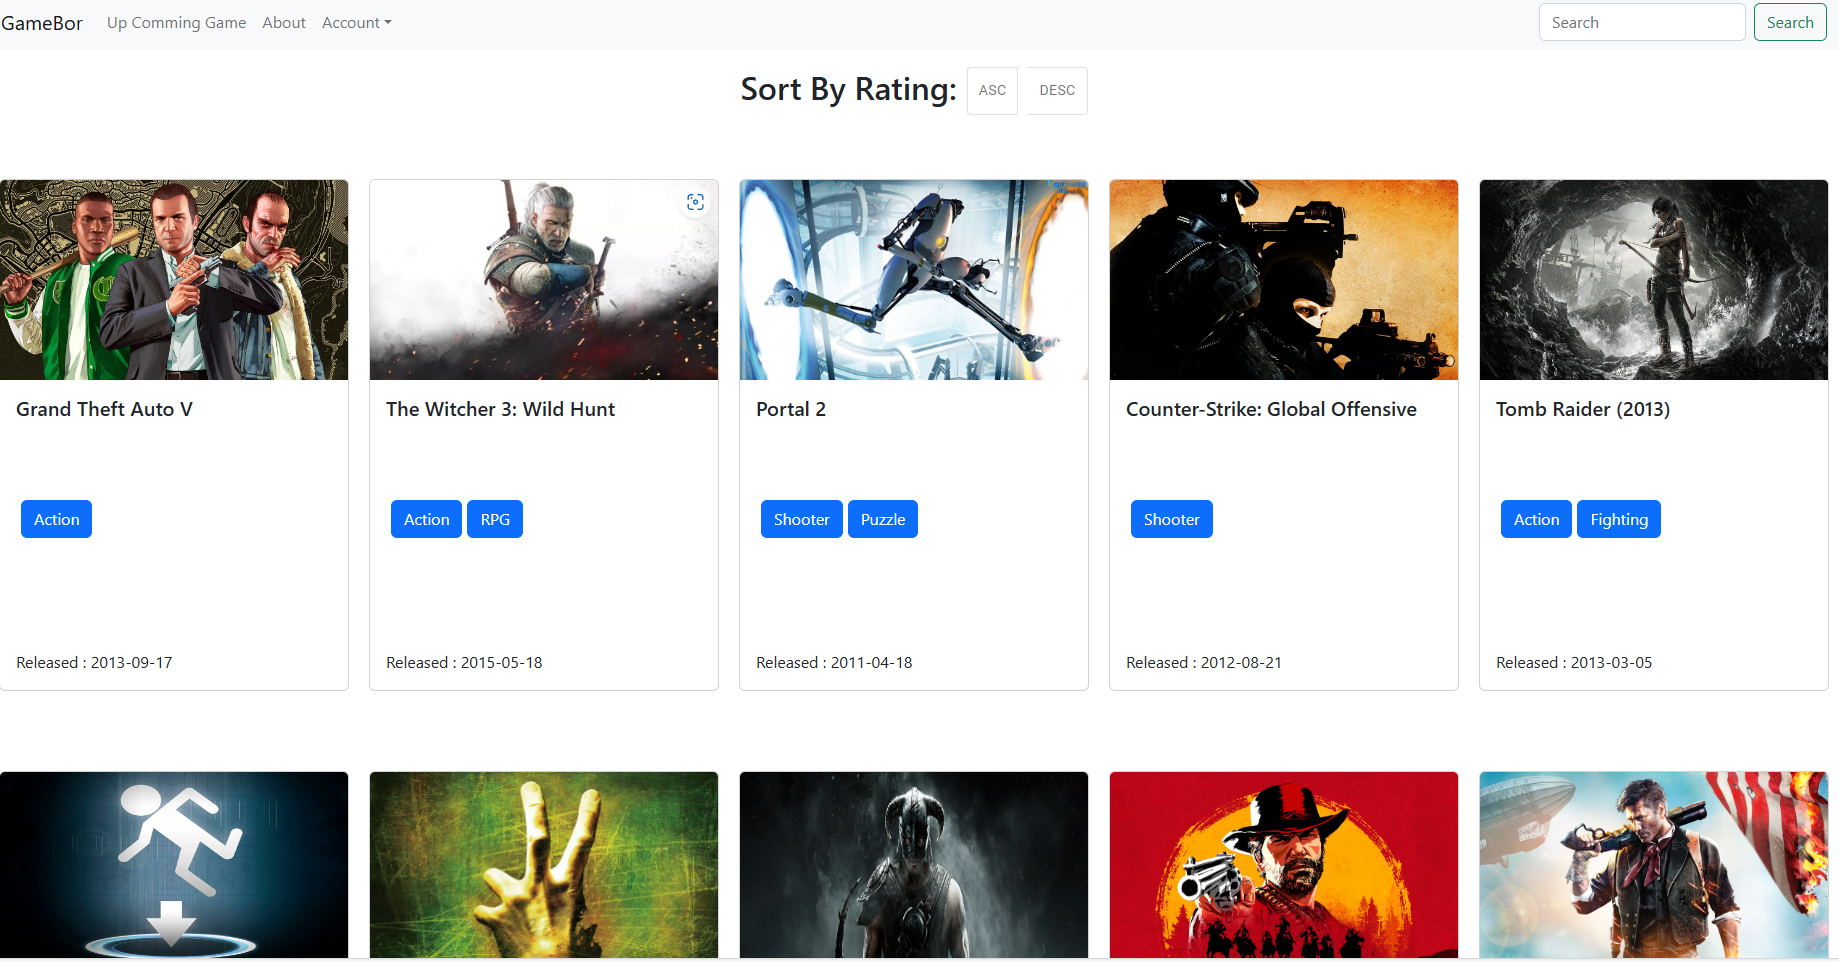 GameBor Up Comming Game About Account Search Search
Sort By Rating: ASC DESC
Grand Theft Auto V
Action
Released : 2013-09-17
The Witcher 3: Wild Hunt
Action RPG
Released : 2015-05-18
Portal 2
Shooter Puzzle
Released : 2011-04-18
Counter-Strike: Global Offensive
Shooter
Released : 2012-08-21
Tomb Raider (2013)
Action Fighting
Released : 2013-03-05